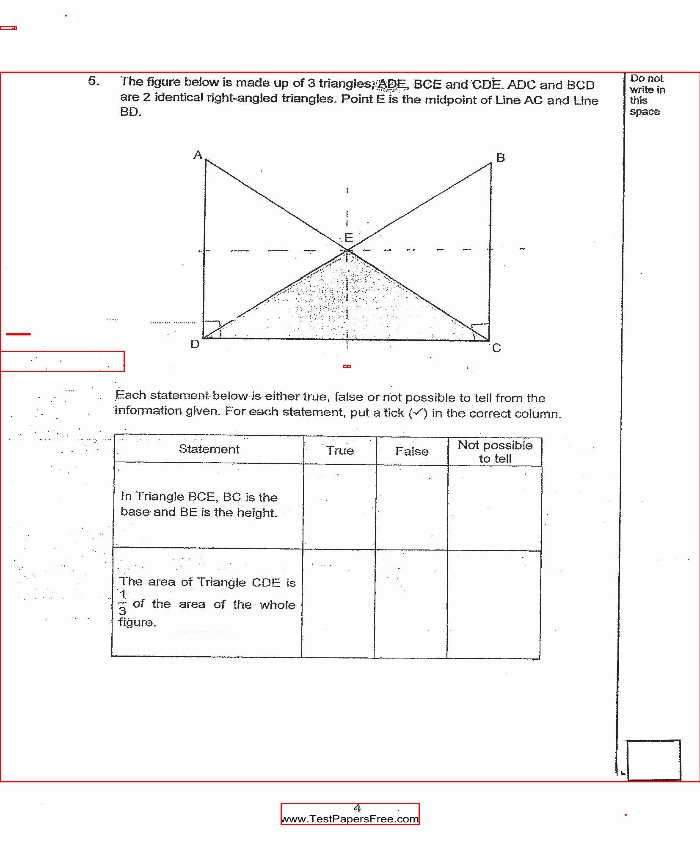 5. The figure below is made up of 3 triangles; ADE, BCE and CDE. ADC and BCD
are 2 identical right-angled triangles. Point E is the midpoint of Line AC and Line
BD.
Do not
write in
this
space
A
B
E
D
C
Each statement below is either true, false or not possible to tell from the
information given. For each statement, put a tick (✓) in the correct column.
Statement True False Not possible
to tell
In Triangle BCE, BC is the
base and BE is the height.
The area of Triangle CDE is
1
3 of the area of the whole
figure.
4
www.TestPapersFree.com